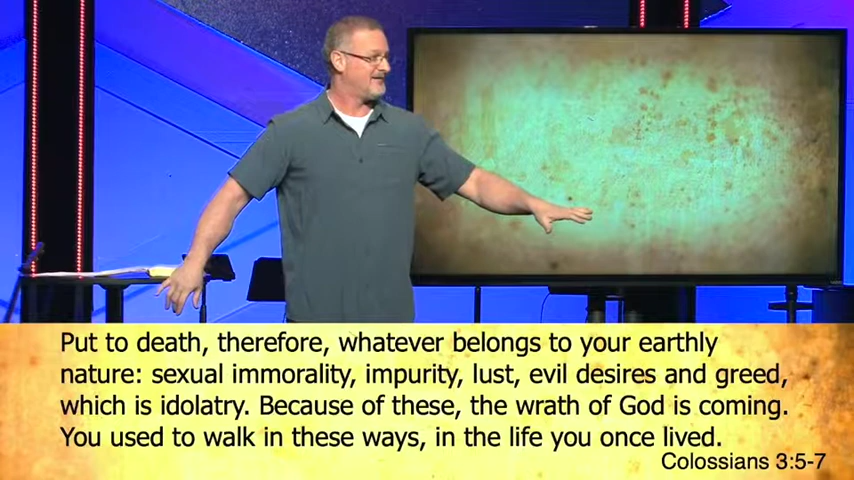 Put to death, therefore, whatever belongs to your earthly
nature: sexual immorality, impurity, lust, evil desires and greed,
which is idolatry. Because of these, the wrath of God is coming.
You used to walk in these ways, in the life you once lived.
Colossians 3:5-7